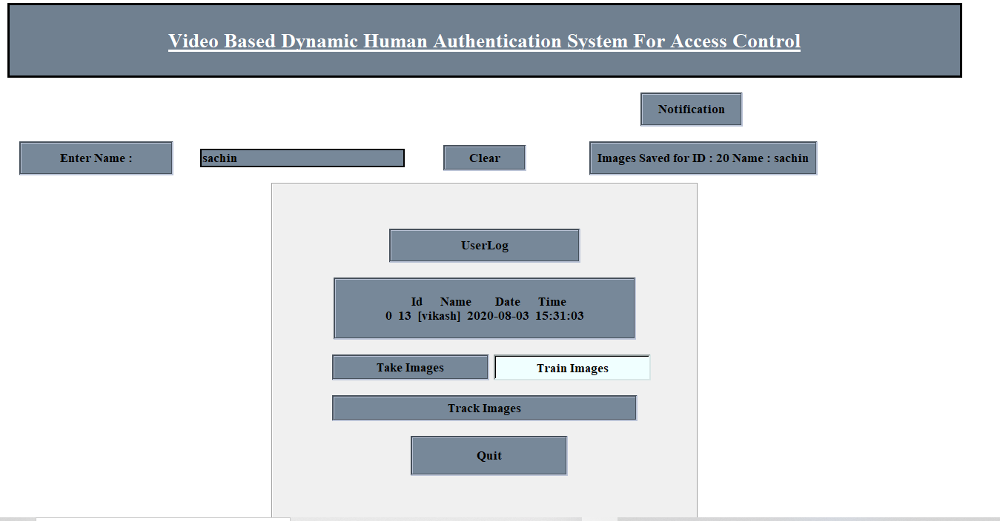 Video Based Dynamic Human Authentication System For Access Control
Notification
Enter Name :
sachin
Clear
Images Saved for ID : 20 Name : sachin
UserLog
Id Name Date Time
0 13 [vikash] 2020-08-03 15:31:03
Take Images
Train Images
Track Images
Quit